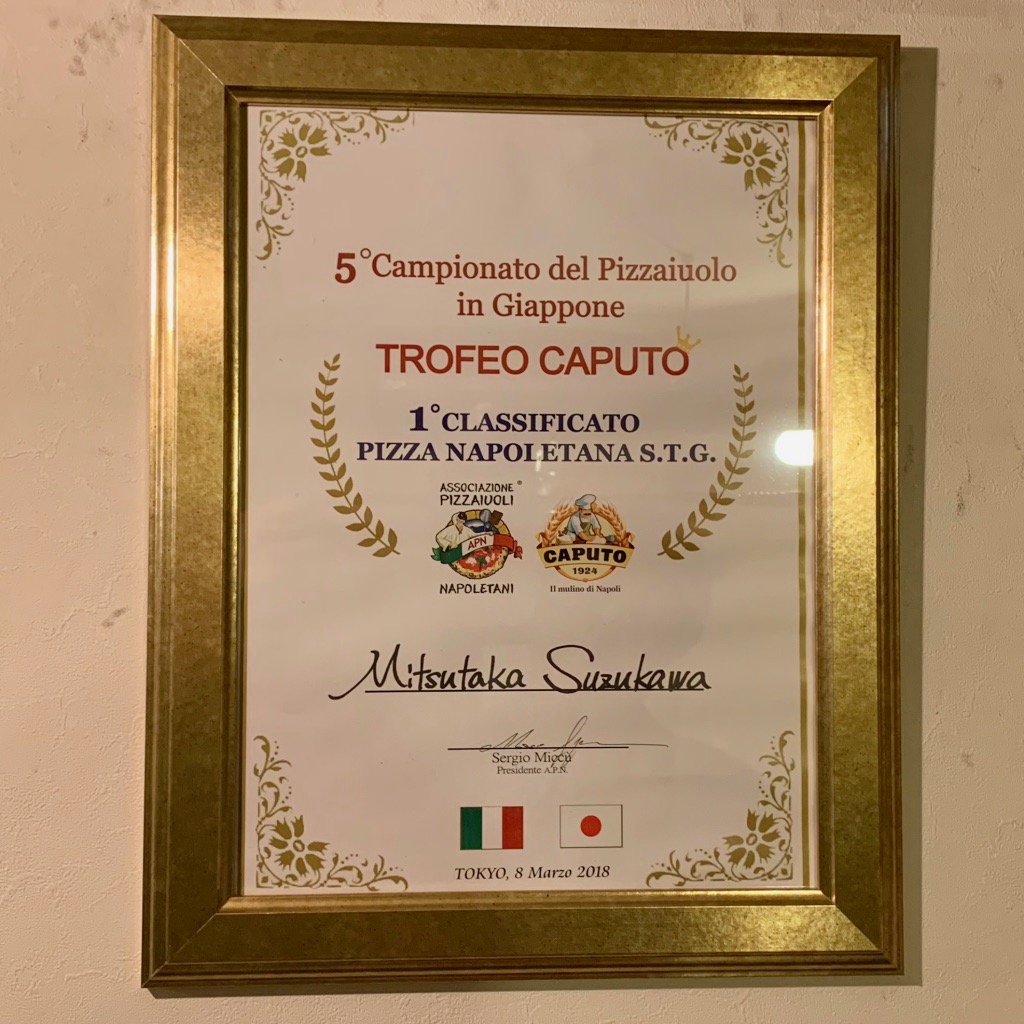 5°Campionato del Pizzaiuolo
in Giappone
TROFEO CAPUTO
1°CLASSIFICATO
PIZZA NAPOLETANA S.T.G.
ASSOCIAZIONE
PIZZAIUOLI
APN
NAPOLETANI
CAPUTO
1924
Il mulino di Napoli
Mitsutaka Suzukawa
Sergio Miccù
Presidente A.P.N.
TOKYO, 8 Marzo 2018